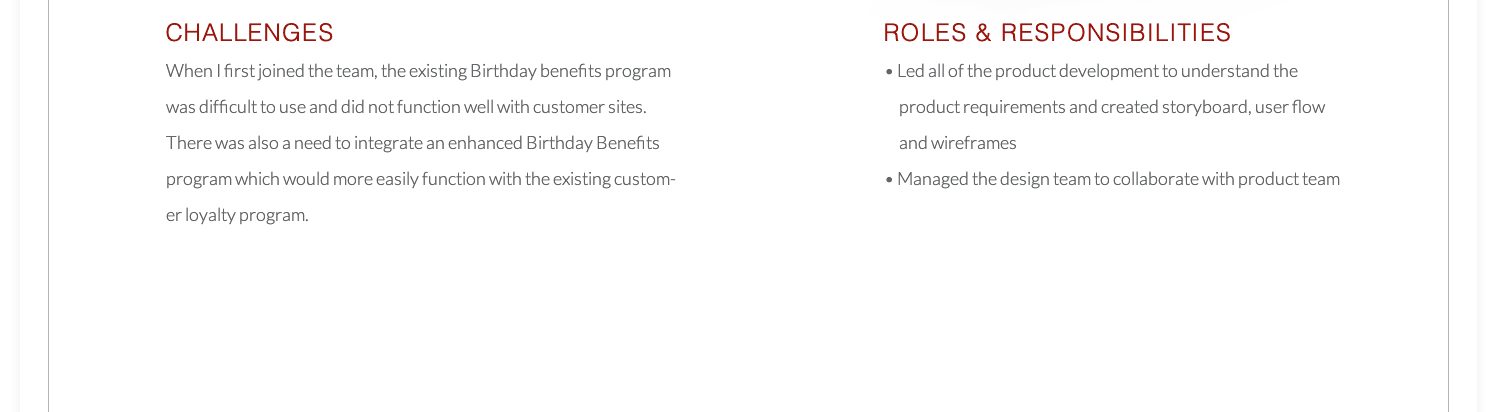 CHALLENGES
When I first joined the team, the existing Birthday benefits program
was difficult to use and did not function well with customer sites.
There was also a need to integrate an enhanced Birthday Benefits
program which would more easily function with the existing custom-
er loyalty program.
ROLES & RESPONSIBILITIES
• Led all of the product development to understand the
product requirements and created storyboard, user flow
and wireframes
• Managed the design team to collaborate with product team